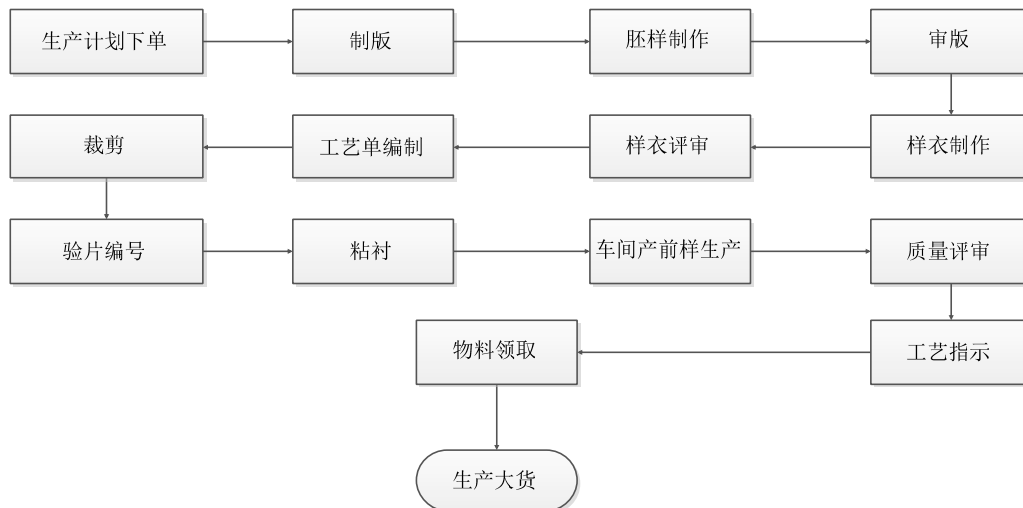 生产计划下单
制版
胚样制作
审版
样衣制作
样衣评审
工艺单编制
裁剪
验片编号
粘衬
车间产前样生产
质量评审
工艺指示
物料领取
生产大货